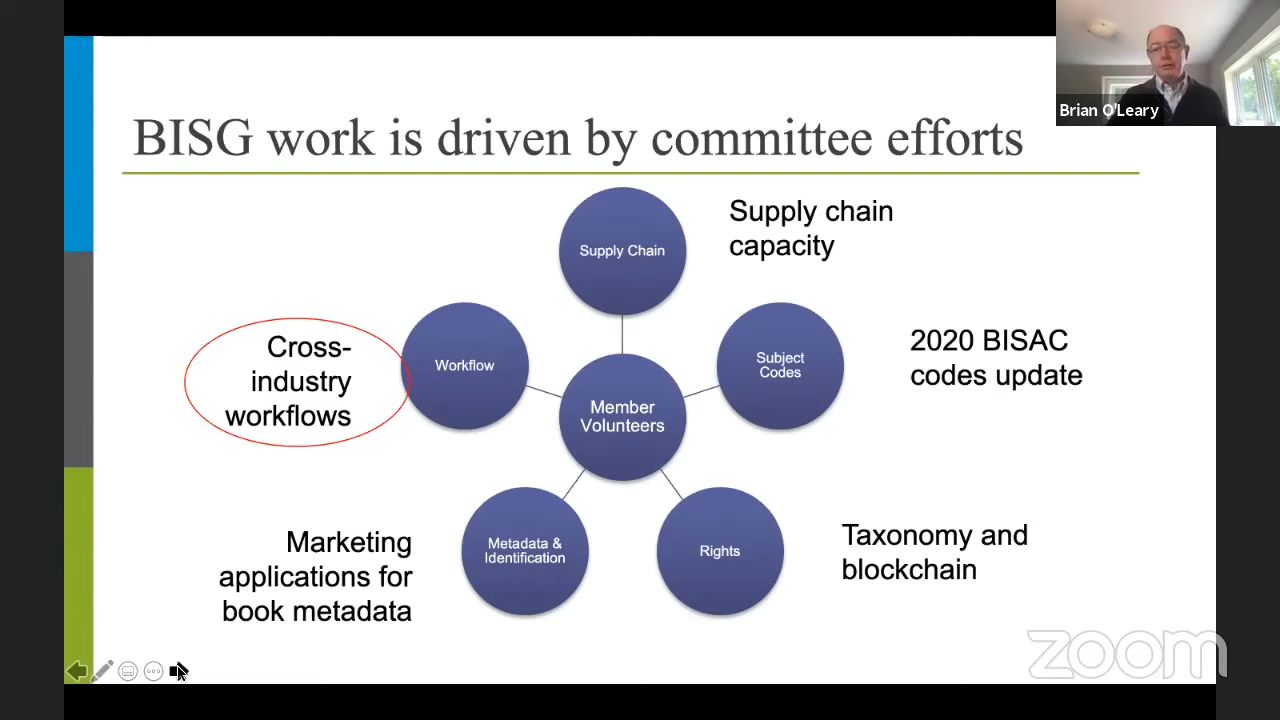 Brian O'Leary
BISG work is driven by committee efforts
Supply Chain
Supply chain
capacity
Cross-
industry
workflows
Workflow
Subject
Codes
2020 BISAC
codes update
Member
Volunteers
Marketing
applications for
book metadata
Metadata &
Identification
Rights
Taxonomy and
blockchain
zoom